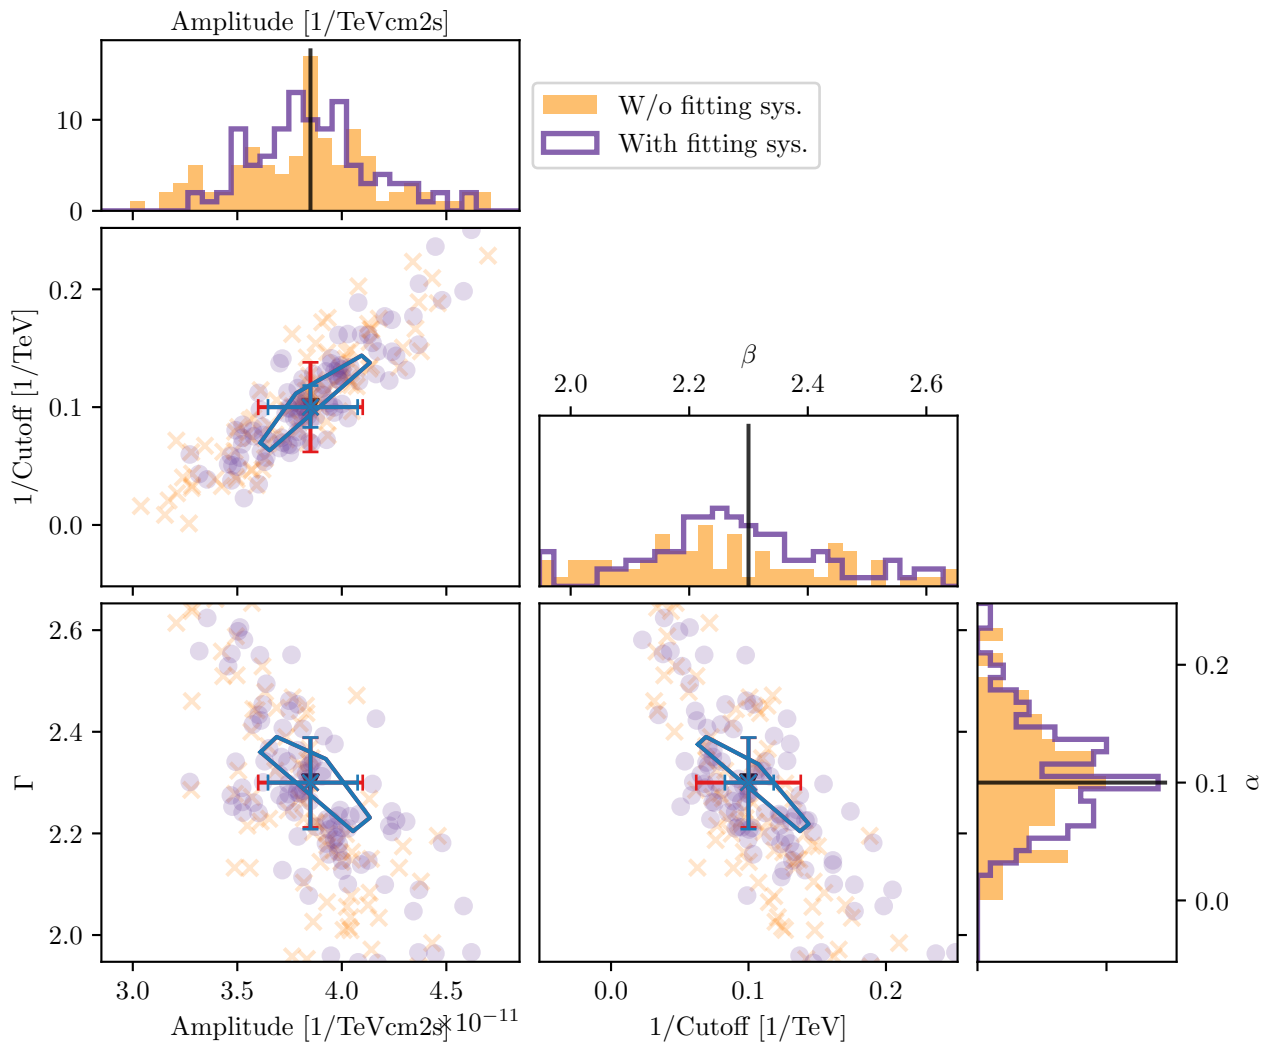 Amplitude [1/TeVcm2s]
10
0
W/o fitting sys.
With fitting sys.
0.2
0.1
0.0
1/Cutoff [1/TeV]
β
2.0 2.2 2.4 2.6
2.6
2.4
2.2
2.0
Γ
0.2
0.1
0.0
α
3.0 3.5 4.0 4.5
×10⁻¹¹
Amplitude [1/TeVcm2s]
0.0 0.1 0.2
1/Cutoff [1/TeV]